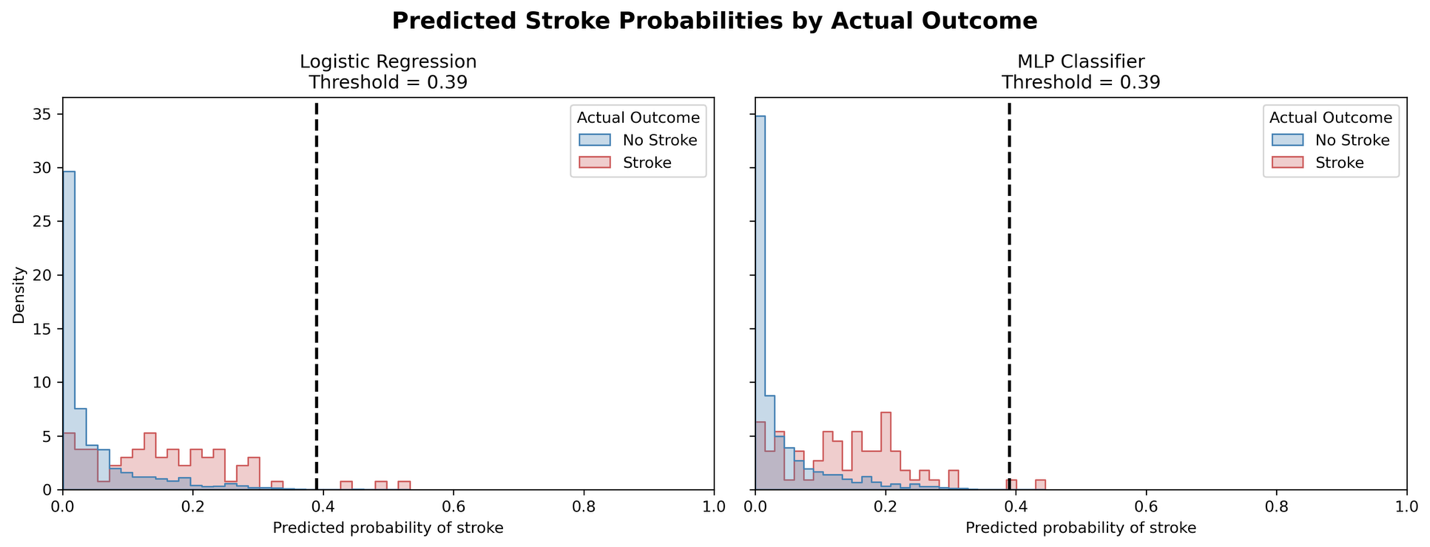 Predicted Stroke Probabilities by Actual Outcome
Logistic Regression
Threshold = 0.39
Actual Outcome
No Stroke
Stroke
35
30
25
20
15
10
5
0
Density
0.0 0.2 0.4 0.6 0.8 1.0
Predicted probability of stroke
MLP Classifier
Threshold = 0.39
Actual Outcome
No Stroke
Stroke
0.0 0.2 0.4 0.6 0.8 1.0
Predicted probability of stroke